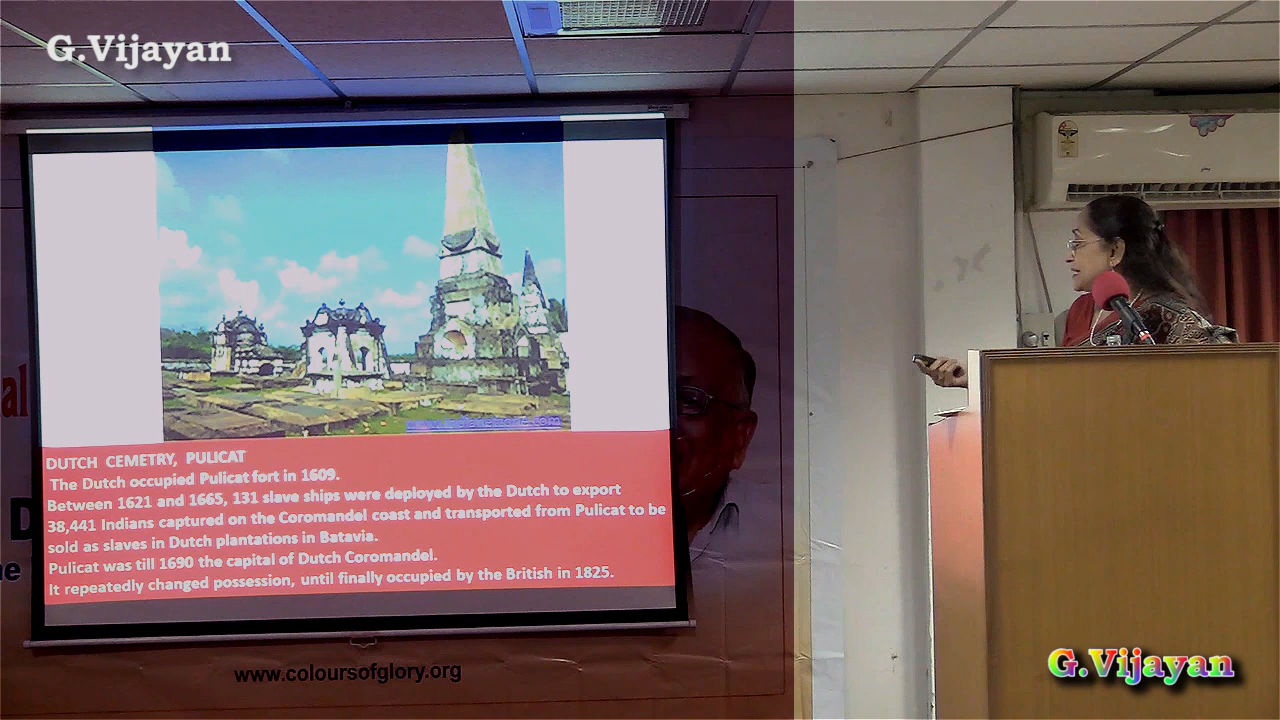 G.Vijayan
DUTCH CEMETRY, PULICAT
The Dutch occupied Pulicat fort in 1609.
Between 1621 and 1665, 131 slave ships were deployed by the Dutch to export
38,441 Indians captured on the Coromandel coast and transported from Pulicat to be
sold as slaves in Dutch plantations in Batavia.
Pulicat was till 1690 the capital of Dutch Coromandel.
It repeatedly changed possession, until finally occupied by the British in 1825.
www.coloursofglory.org
G.Vijayan